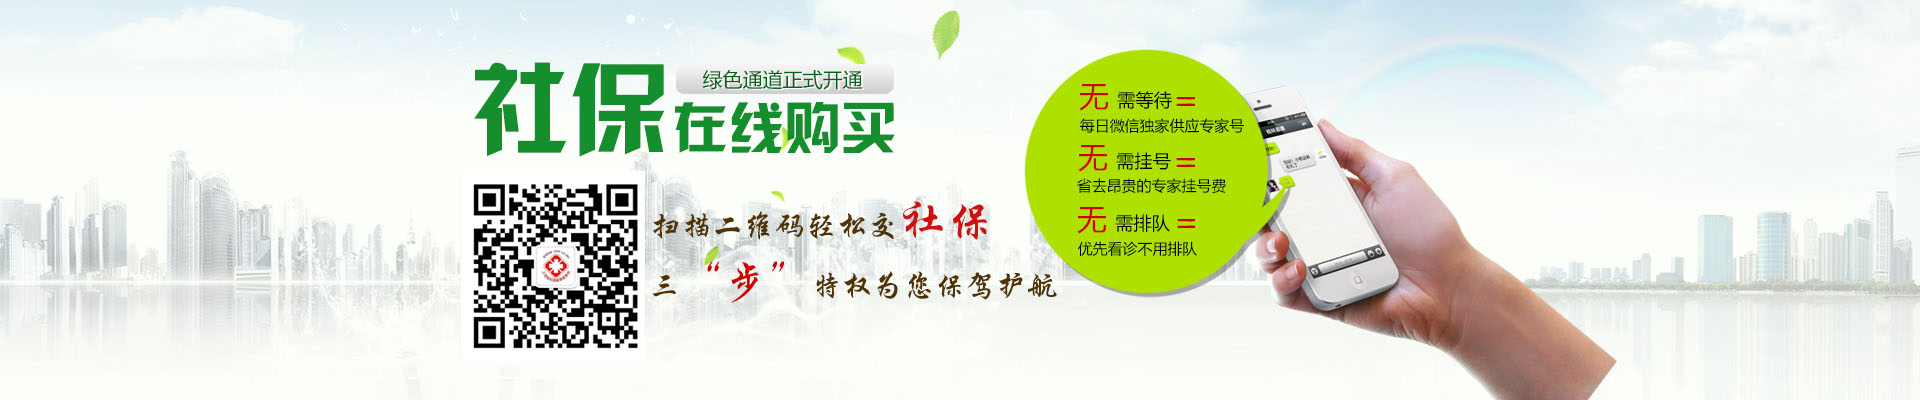 社保
绿色通道正式开通
在线购买
扫描二维码轻松交社保
三“步” 特权为您保驾护航
无 需等待=
每日微信独家供应专家号
无 需挂号=
省去昂贵的专家挂号费
无 需排队=
优先看诊不用排队